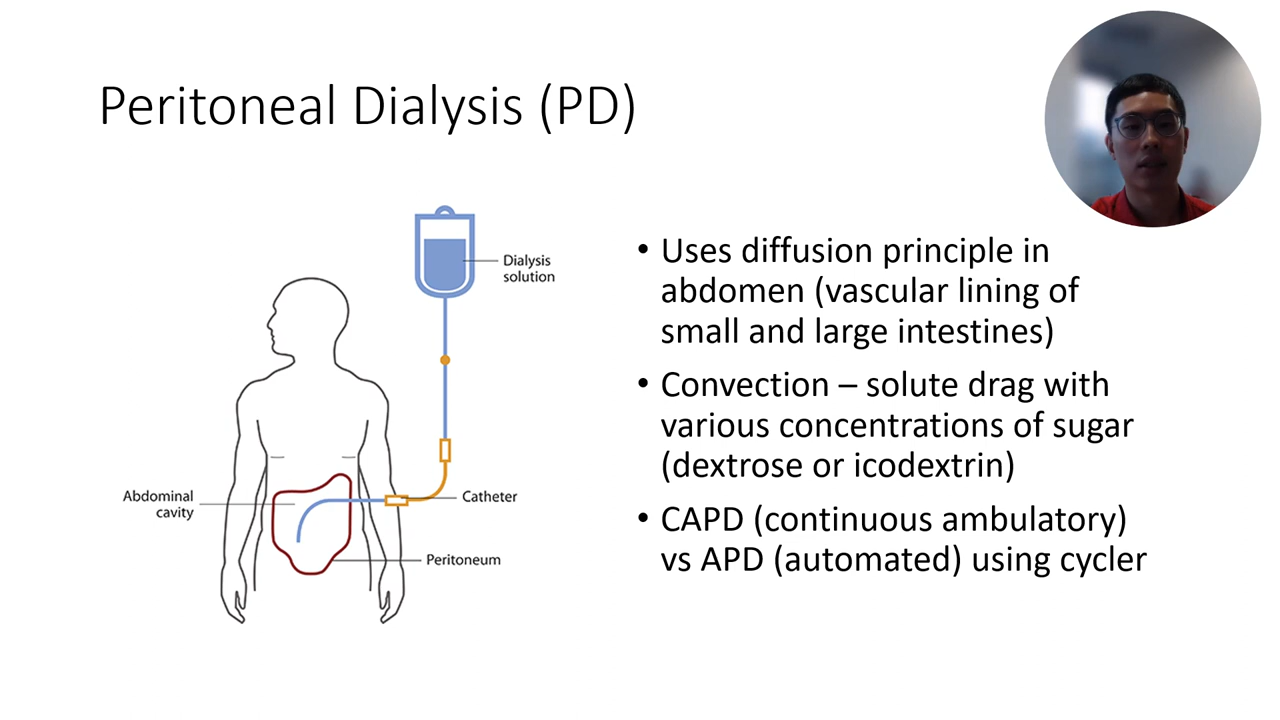 Peritoneal Dialysis (PD)
Dialysis
solution
Abdominal
cavity
Catheter
Peritoneum
• Uses diffusion principle in
abdomen (vascular lining of
small and large intestines)
• Convection – solute drag with
various concentrations of sugar
(dextrose or icodextrin)
• CAPD (continuous ambulatory)
vs APD (automated) using cycler